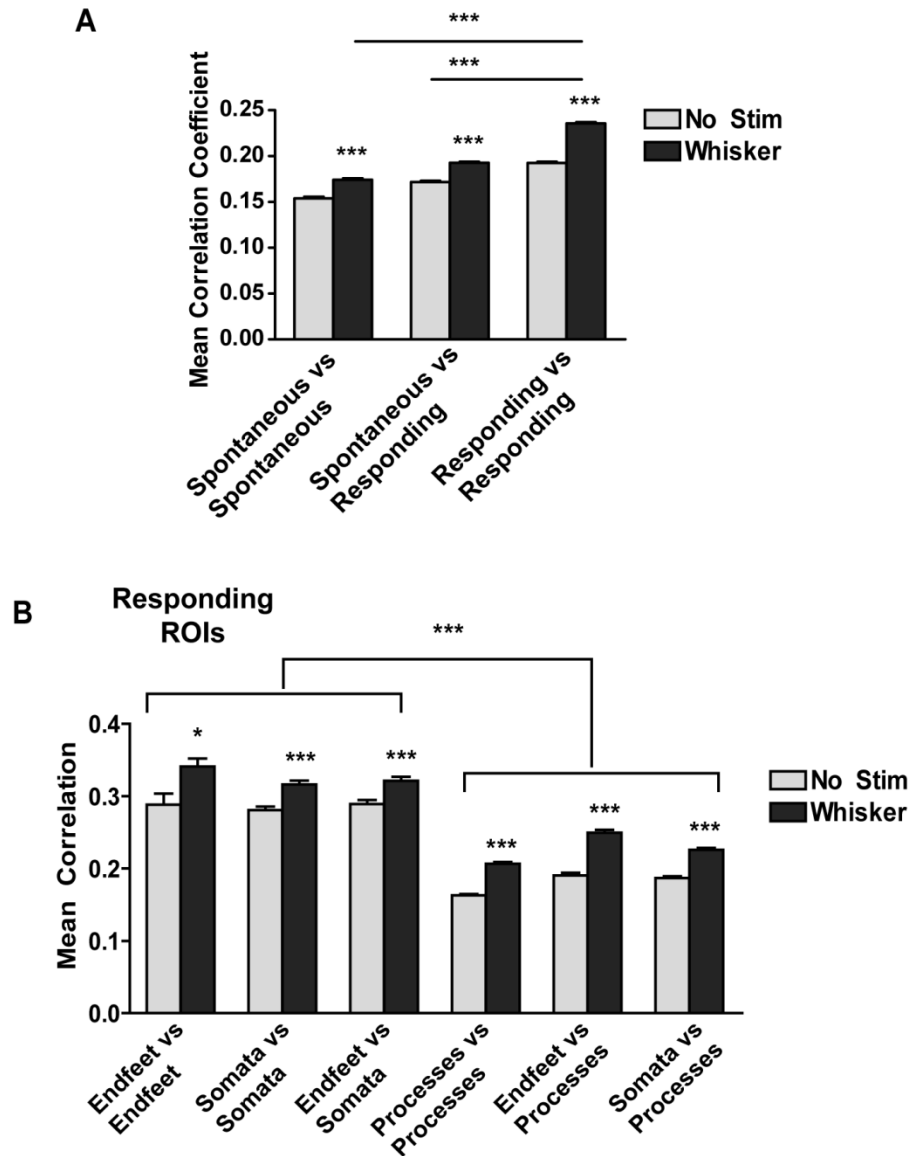 A
***
***
***
***
***
Mean Correlation Coefficient
0.25
0.20
0.15
0.10
0.05
0.00
No Stim
Whisker
Spontaneous vs
Spontaneous
Spontaneous vs
Responding
Responding vs
Responding
B
Responding
ROIs
***
*
***
***
***
***
***
Mean Correlation
0.4
0.3
0.2
0.1
0.0
No Stim
Whisker
Endfeet vs
Endfeet
Somata vs
Somata
Endfeet vs
Somata
Processes vs
Processes
Endfeet vs
Processes
Somata vs
Processes